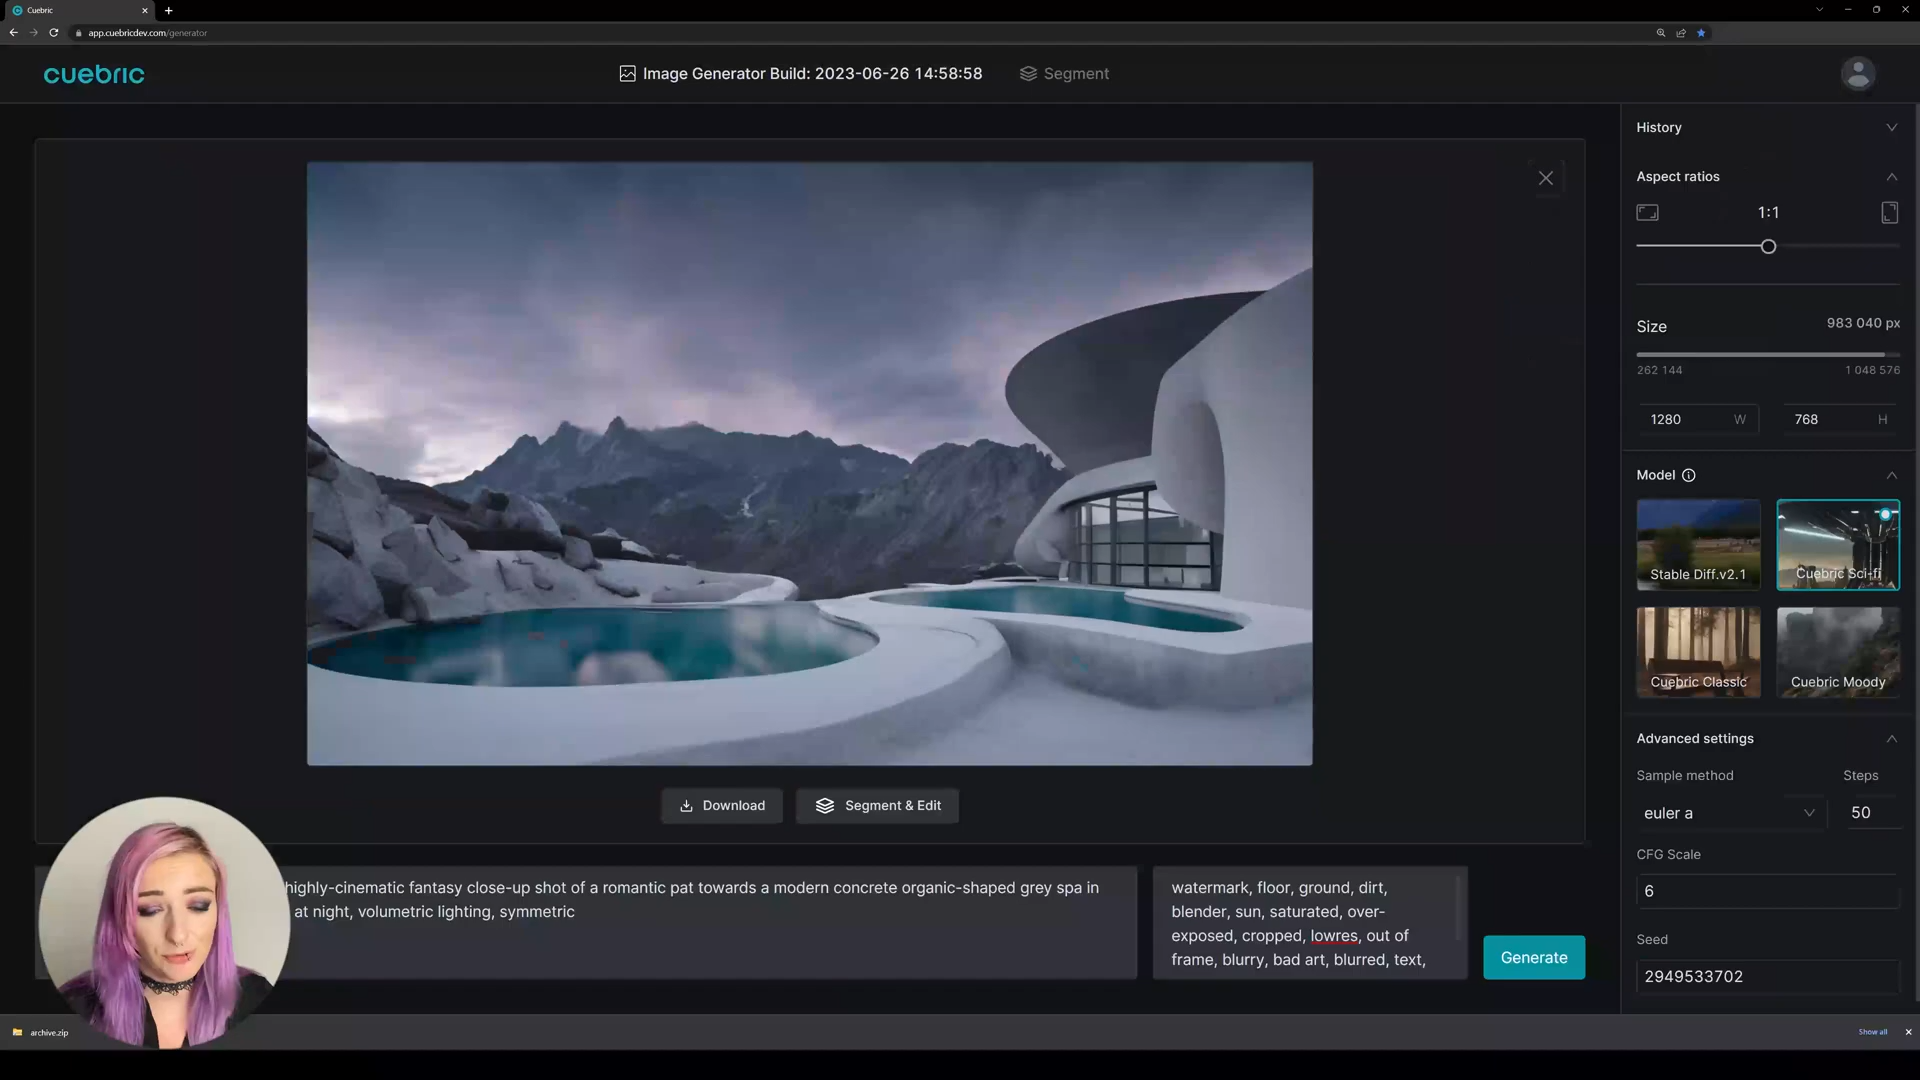 Cuebric
app.cuebricdev.com/generator
cuebric
Image Generator Build: 2023-06-26 14:58:58
Segment
History
Aspect ratios
1:1
Size
983 040 px
262 144
1 048 576
1280 W
768 H
Model
Stable Diff.v2.1
Cuebric Sci-fi
Cuebric Classic
Cuebric Moody
Advanced settings
Sample method
Steps
euler a
50
CFG Scale
6
Seed
2949533702
Download
Segment & Edit
highly-cinematic fantasy close-up shot of a romantic pat towards a modern concrete organic-shaped grey spa in
at night, volumetric lighting, symmetric
watermark, floor, ground, dirt,
blender, sun, saturated, over-
exposed, cropped, lowres, out of
frame, blurry, bad art, blurred, text,
Generate
archive.zip
Show all